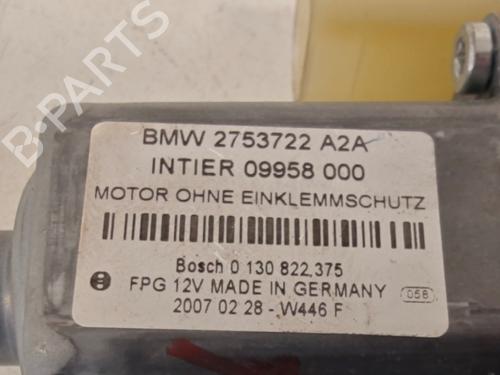 BMW 2753722 A2A
INTIER 09958 000
MOTOR OHNE EINKLEMMSCHUTZ
Bosch 0 130 822 375
FPG 12V MADE IN GERMANY
058
2007 02 28 - W446 F